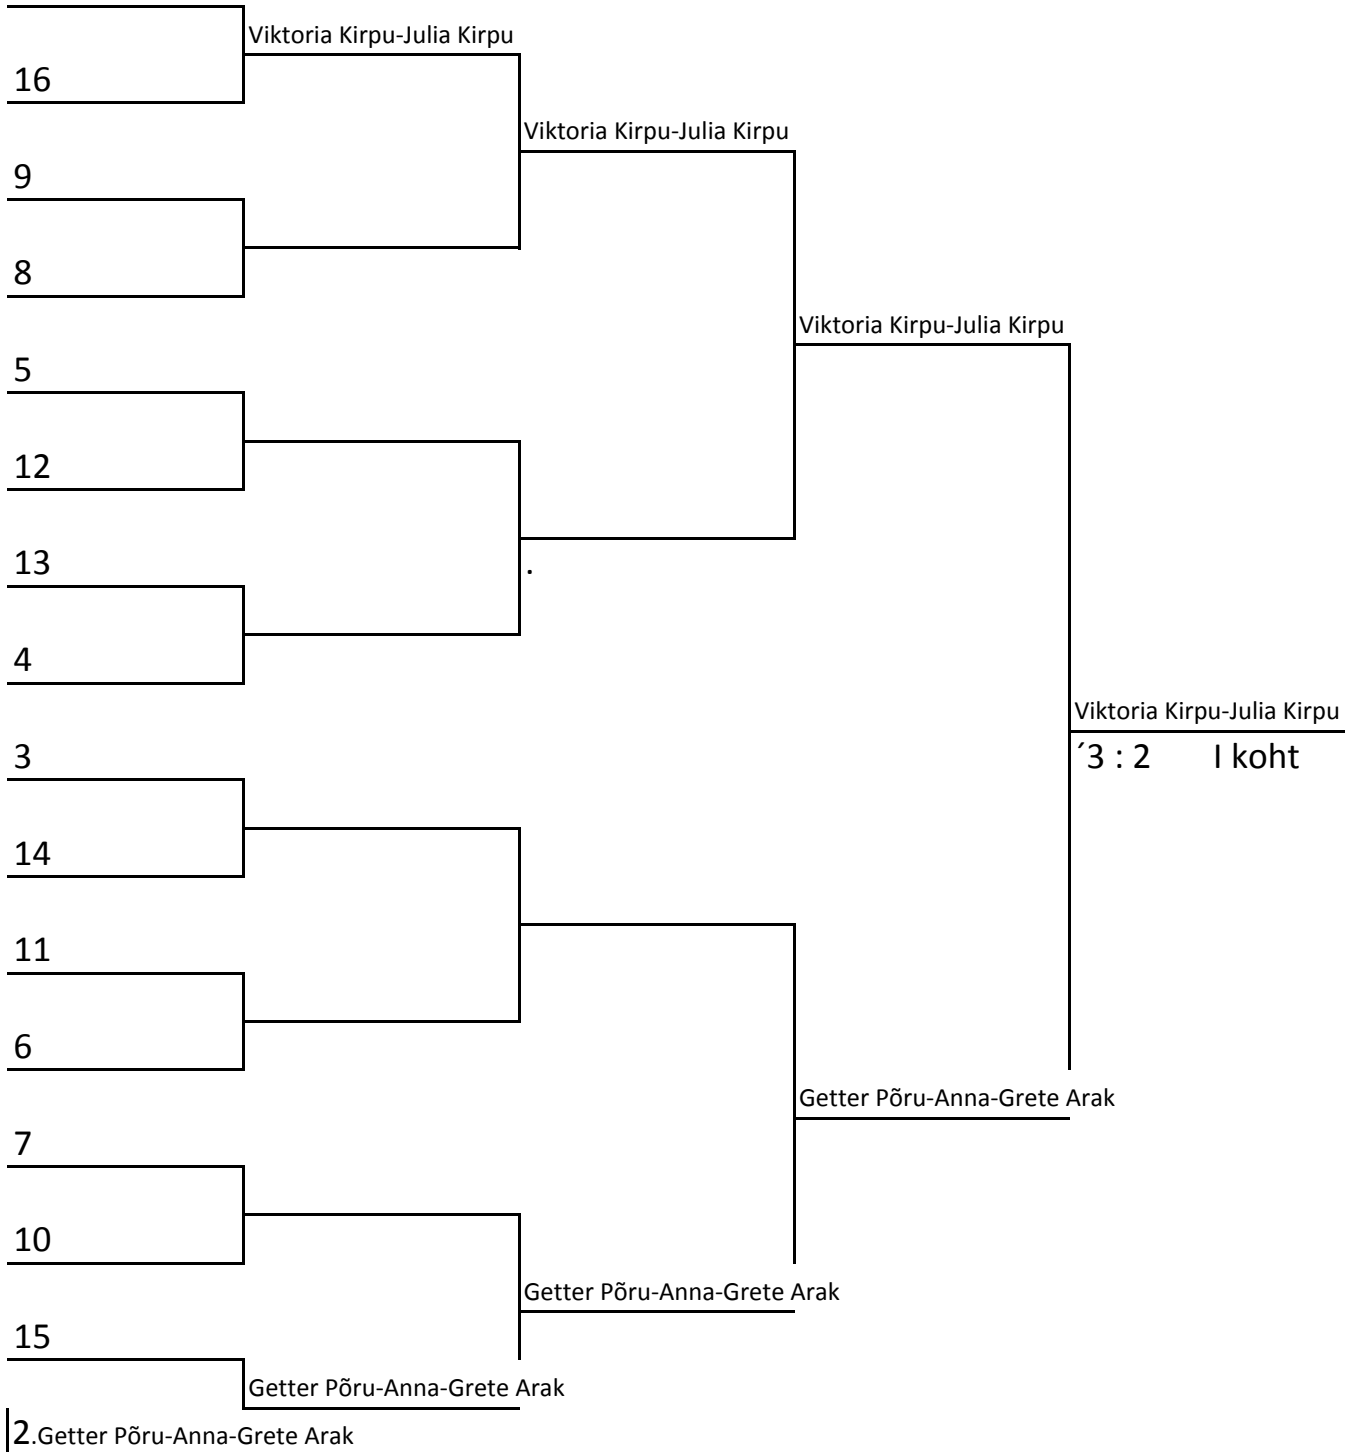 Viktoria Kirpu-Julia Kirpu
16
Viktoria Kirpu-Julia Kirpu
9
8
Viktoria Kirpu-Julia Kirpu
5
12
13
.
4
Viktoria Kirpu-Julia Kirpu
3
´3 : 2 I koht
14
11
6
Getter Põru-Anna-Grete Arak
7
10
Getter Põru-Anna-Grete Arak
15
Getter Põru-Anna-Grete Arak
2.Getter Põru-Anna-Grete Arak